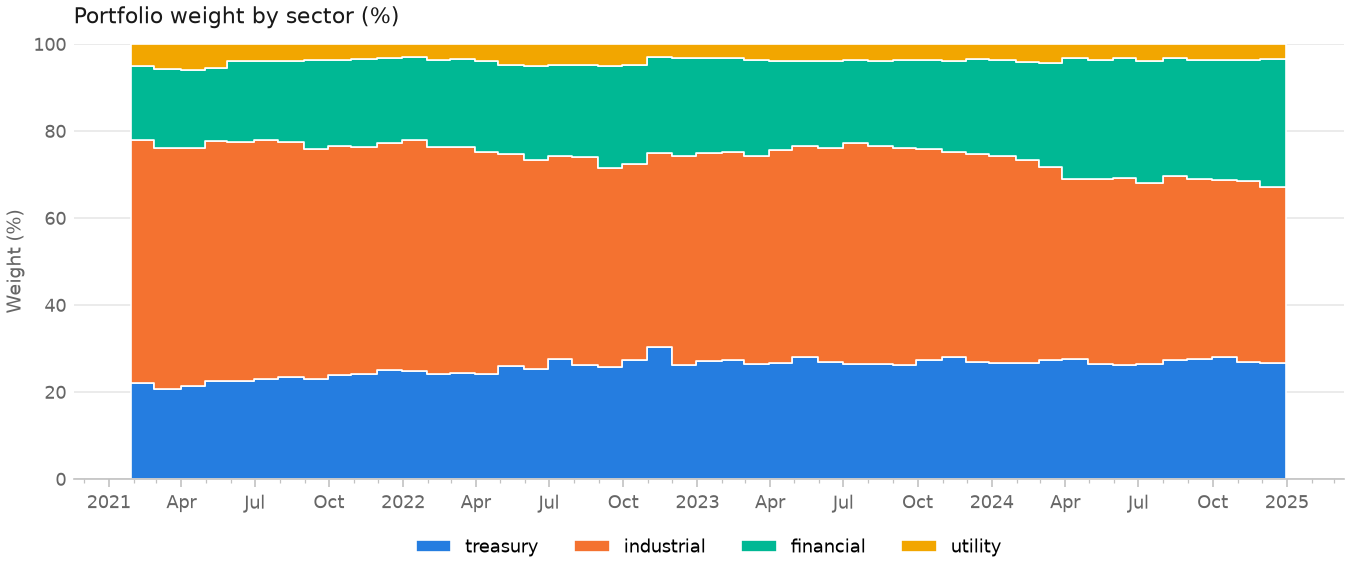 Portfolio weight by sector (%)
100
80
60
40
20
0
Weight (%)
2021 Apr Jul Oct 2022 Apr Jul Oct 2023 Apr Jul Oct 2024 Apr Jul Oct 2025
treasury industrial financial utility